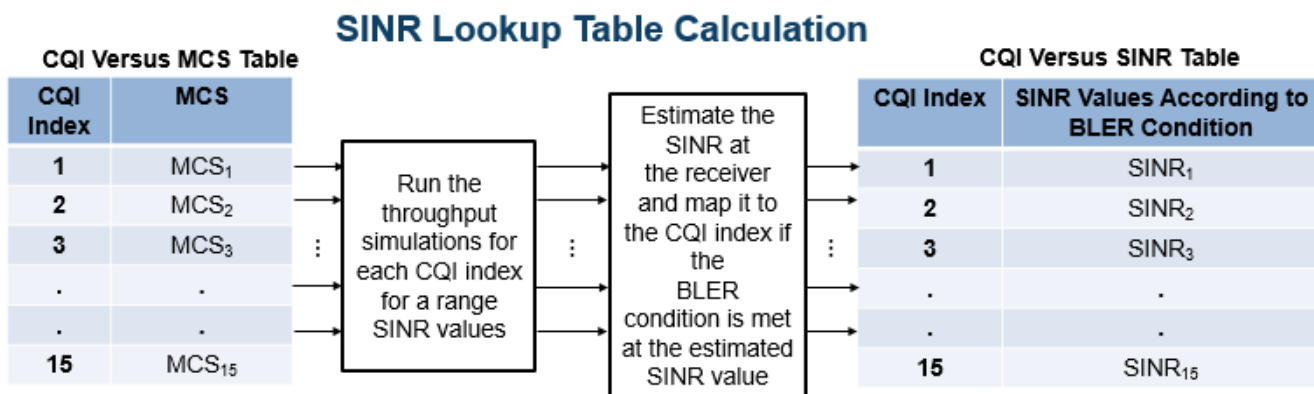 SINR Lookup Table Calculation
CQI Versus MCS Table
CQI Index MCS
1 MCS₁
2 MCS₂
3 MCS₃
. .
. .
15 MCS₁₅
Run the
throughput
simulations for
each CQI index
for a range
SINR values
⋮
⋮
Estimate the
SINR at
the receiver
and map it to
the CQI index if
the
BLER
condition is met
at the estimated
SINR value
⋮
CQI Versus SINR Table
CQI Index SINR Values According to
BLER Condition
1 SINR₁
2 SINR₂
3 SINR₃
. .
. .
15 SINR₁₅